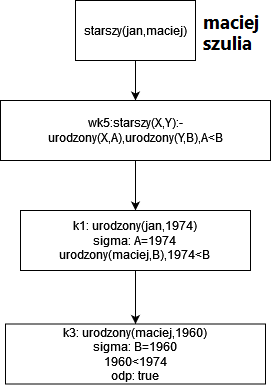 starszy(jan,maciej)
maciej
szulia
wk5:starszy(X,Y):-
urodzony(X,A),urodzony(Y,B),A<B
k1: urodzony(jan,1974)
sigma: A=1974
urodzony(maciej,B),1974<B
k3: urodzony(maciej,1960)
sigma: B=1960
1960<1974
odp: true